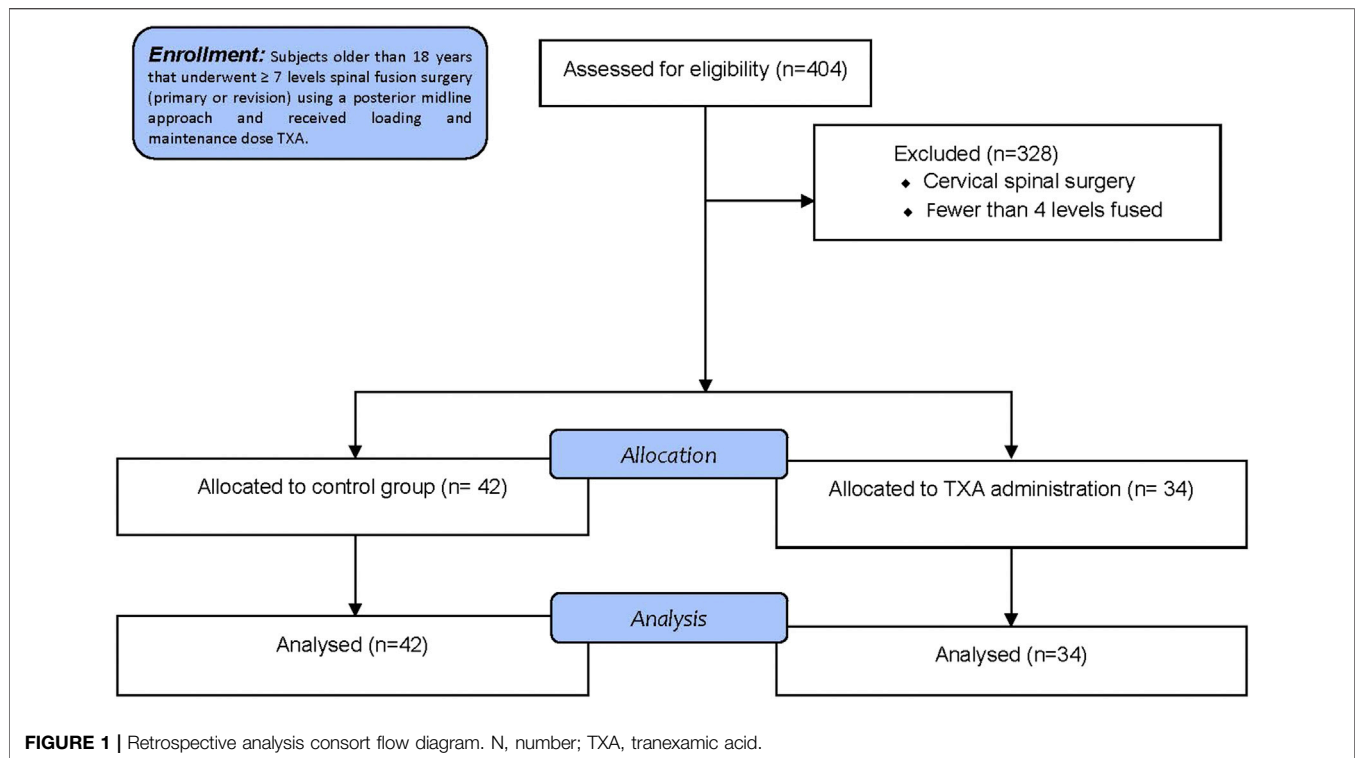 Enrollment: Subjects older than 18 years
that underwent ≥ 7 levels spinal fusion surgery
(primary or revision) using a posterior midline
approach and received loading and
maintenance dose TXA.
Assessed for eligibility (n=404)
Excluded (n=328)
◆ Cervical spinal surgery
◆ Fewer than 4 levels fused
Allocation
Allocated to control group (n= 42)
Allocated to TXA administration (n= 34)
Analysis
Analysed (n=42)
Analysed (n=34)
FIGURE 1 | Retrospective analysis consort flow diagram. N, number; TXA, tranexamic acid.